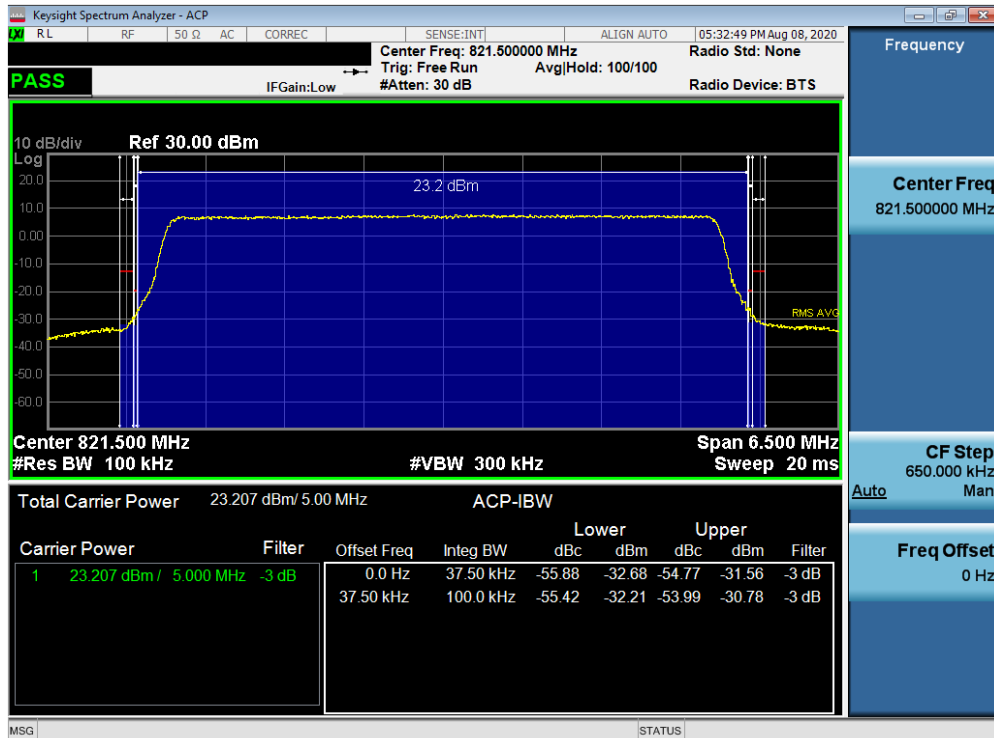 Keysight Spectrum Analyzer - ACP
LXI RL RF 50 Ω AC CORREC SENSE:INT ALIGN AUTO 05:32:49 PM Aug 08, 2020
Center Freq: 821.500000 MHz Radio Std: None
Trig: Free Run Avg|Hold: 100/100
PASS IFGain:Low #Atten: 30 dB Radio Device: BTS
10 dB/div Ref 30.00 dBm
Log
20.0
23.2 dBm
10.0
0.00
-10.0
-20.0
-30.0
RMS AVG
-40.0
-50.0
-60.0
Center 821.500 MHz Span 6.500 MHz
#Res BW 100 kHz #VBW 300 kHz Sweep 20 ms
Total Carrier Power 23.207 dBm/ 5.00 MHz ACP-IBW
Lower Upper
Carrier Power Filter Offset Freq Integ BW dBc dBm dBc dBm Filter
1 23.207 dBm / 5.000 MHz -3 dB 0.0 Hz 37.50 kHz -55.88 -32.68 -54.77 -31.56 -3 dB
37.50 kHz 100.0 kHz -55.42 -32.21 -53.99 -30.78 -3 dB
MSG STATUS
Frequency
Center Freq
821.500000 MHz
CF Step
650.000 kHz
Auto Man
Freq Offset
0 Hz